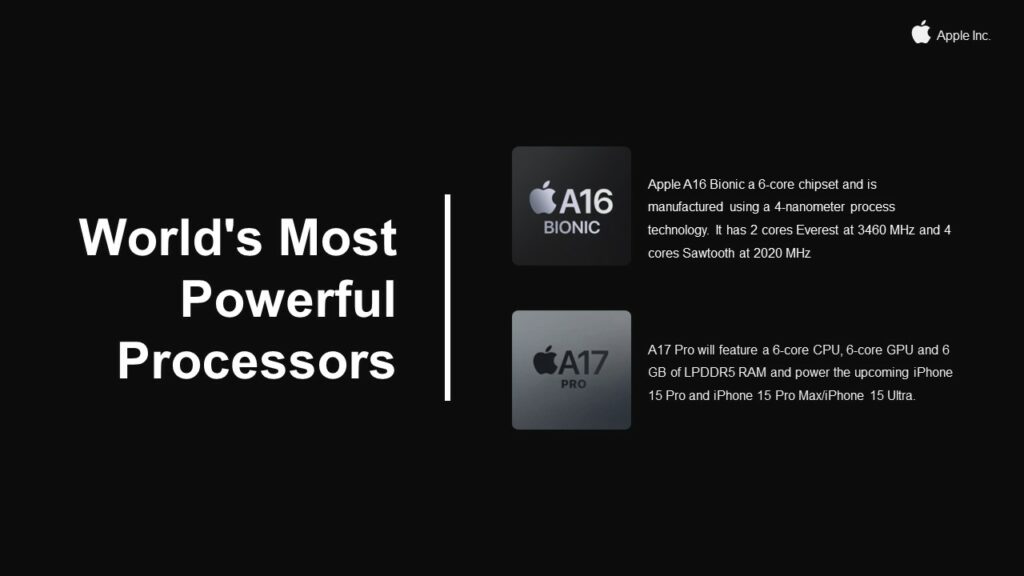 Apple Inc.
World's Most
Powerful
Processors
A16
BIONIC
Apple A16 Bionic a 6-core chipset and is
manufactured using a 4-nanometer process
technology. It has 2 cores Everest at 3460 MHz and 4
cores Sawtooth at 2020 MHz
A17
PRO
A17 Pro will feature a 6-core CPU, 6-core GPU and 6
GB of LPDDR5 RAM and power the upcoming iPhone
15 Pro and iPhone 15 Pro Max/iPhone 15 Ultra.